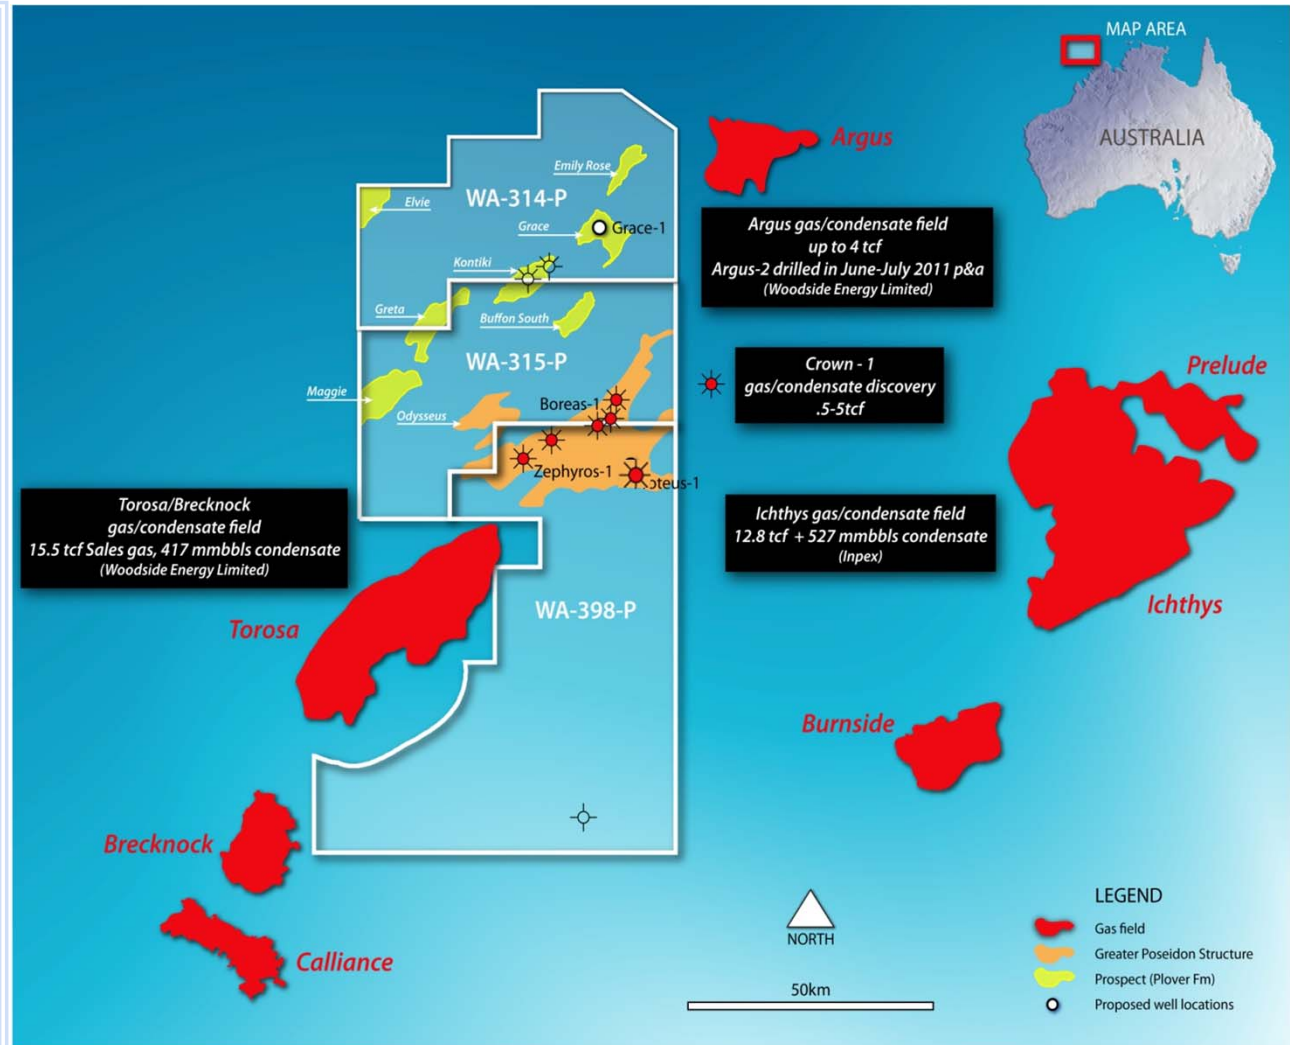 MAP AREA
AUSTRALIA
Argus
Emily Rose
WA-314-P
Elvie
Grace
Grace-1
Argus gas/condensate field
up to 4 tcf
Argus-2 drilled in June-July 2011 p&a
(Woodside Energy Limited)
Kontiki
Greta
Buffon South
WA-315-P
Crown - 1
gas/condensate discovery
.5-5tcf
Prelude
Maggie
Boreas-1
Odysseus
Zephyros-1
oteus-1
Torosa/Brecknock
gas/condensate field
15.5 tcf Sales gas, 417 mmbbls condensate
(Woodside Energy Limited)
Ichthys gas/condensate field
12.8 tcf + 527 mmbbls condensate
(Inpex)
WA-398-P
Ichthys
Torosa
Burnside
Brecknock
Calliance
NORTH
50km
LEGEND
Gas field
Greater Poseidon Structure
Prospect (Plover Fm)
Proposed well locations